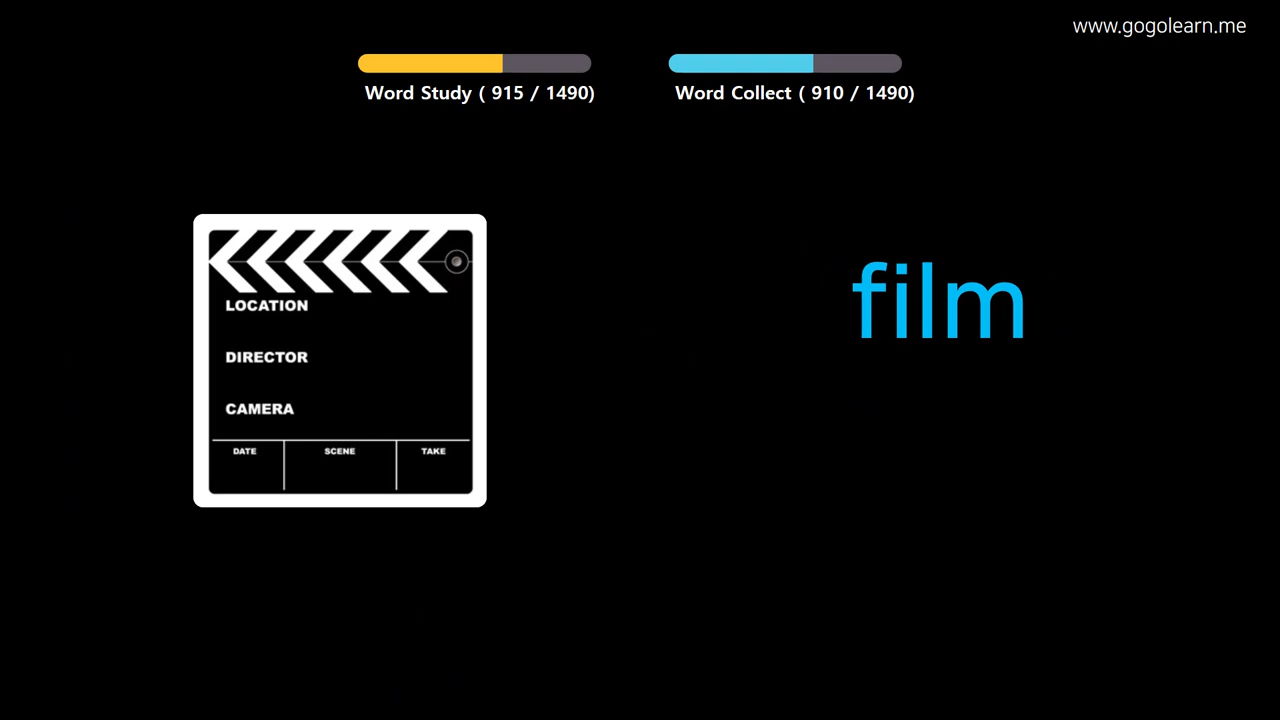 www.gogolearn.me
Word Study ( 915 / 1490)
Word Collect ( 910 / 1490)
LOCATION
DIRECTOR
CAMERA
DATE
SCENE
TAKE
film